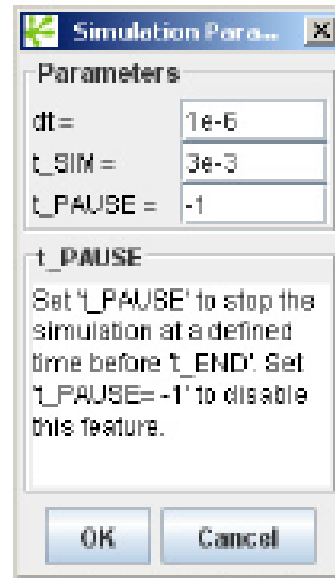 Simulation Para...
Parameters
dt = 1e-6
t_SIM = 3e-3
t_PAUSE = -1
t_PAUSE
Set 't_PAUSE' to stop the
simulation at a defined
time before 't_END'. Set
't_PAUSE= -1' to disable
this feature.
OK Cancel